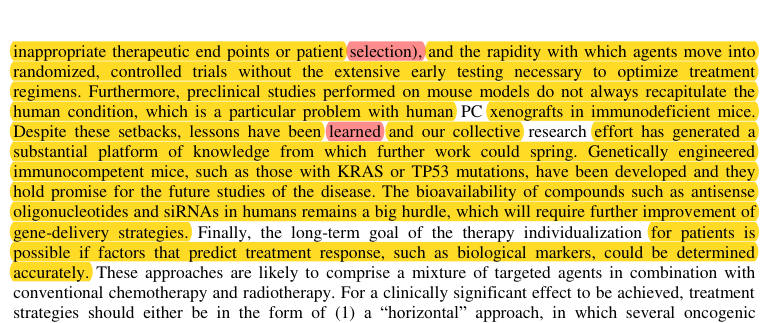 inappropriate therapeutic end points or patient selection), and the rapidity with which agents move into
randomized, controlled trials without the extensive early testing necessary to optimize treatment
regimens. Furthermore, preclinical studies performed on mouse models do not always recapitulate the
human condition, which is a particular problem with human PC xenografts in immunodeficient mice.
Despite these setbacks, lessons have been learned and our collective research effort has generated a
substantial platform of knowledge from which further work could spring. Genetically engineered
immunocompetent mice, such as those with KRAS or TP53 mutations, have been developed and they
hold promise for the future studies of the disease. The bioavailability of compounds such as antisense
oligonucleotides and siRNAs in humans remains a big hurdle, which will require further improvement of
gene-delivery strategies. Finally, the long-term goal of the therapy individualization for patients is
possible if factors that predict treatment response, such as biological markers, could be determined
accurately. These approaches are likely to comprise a mixture of targeted agents in combination with
conventional chemotherapy and radiotherapy. For a clinically significant effect to be achieved, treatment
strategies should either be in the form of (1) a “horizontal” approach, in which several oncogenic